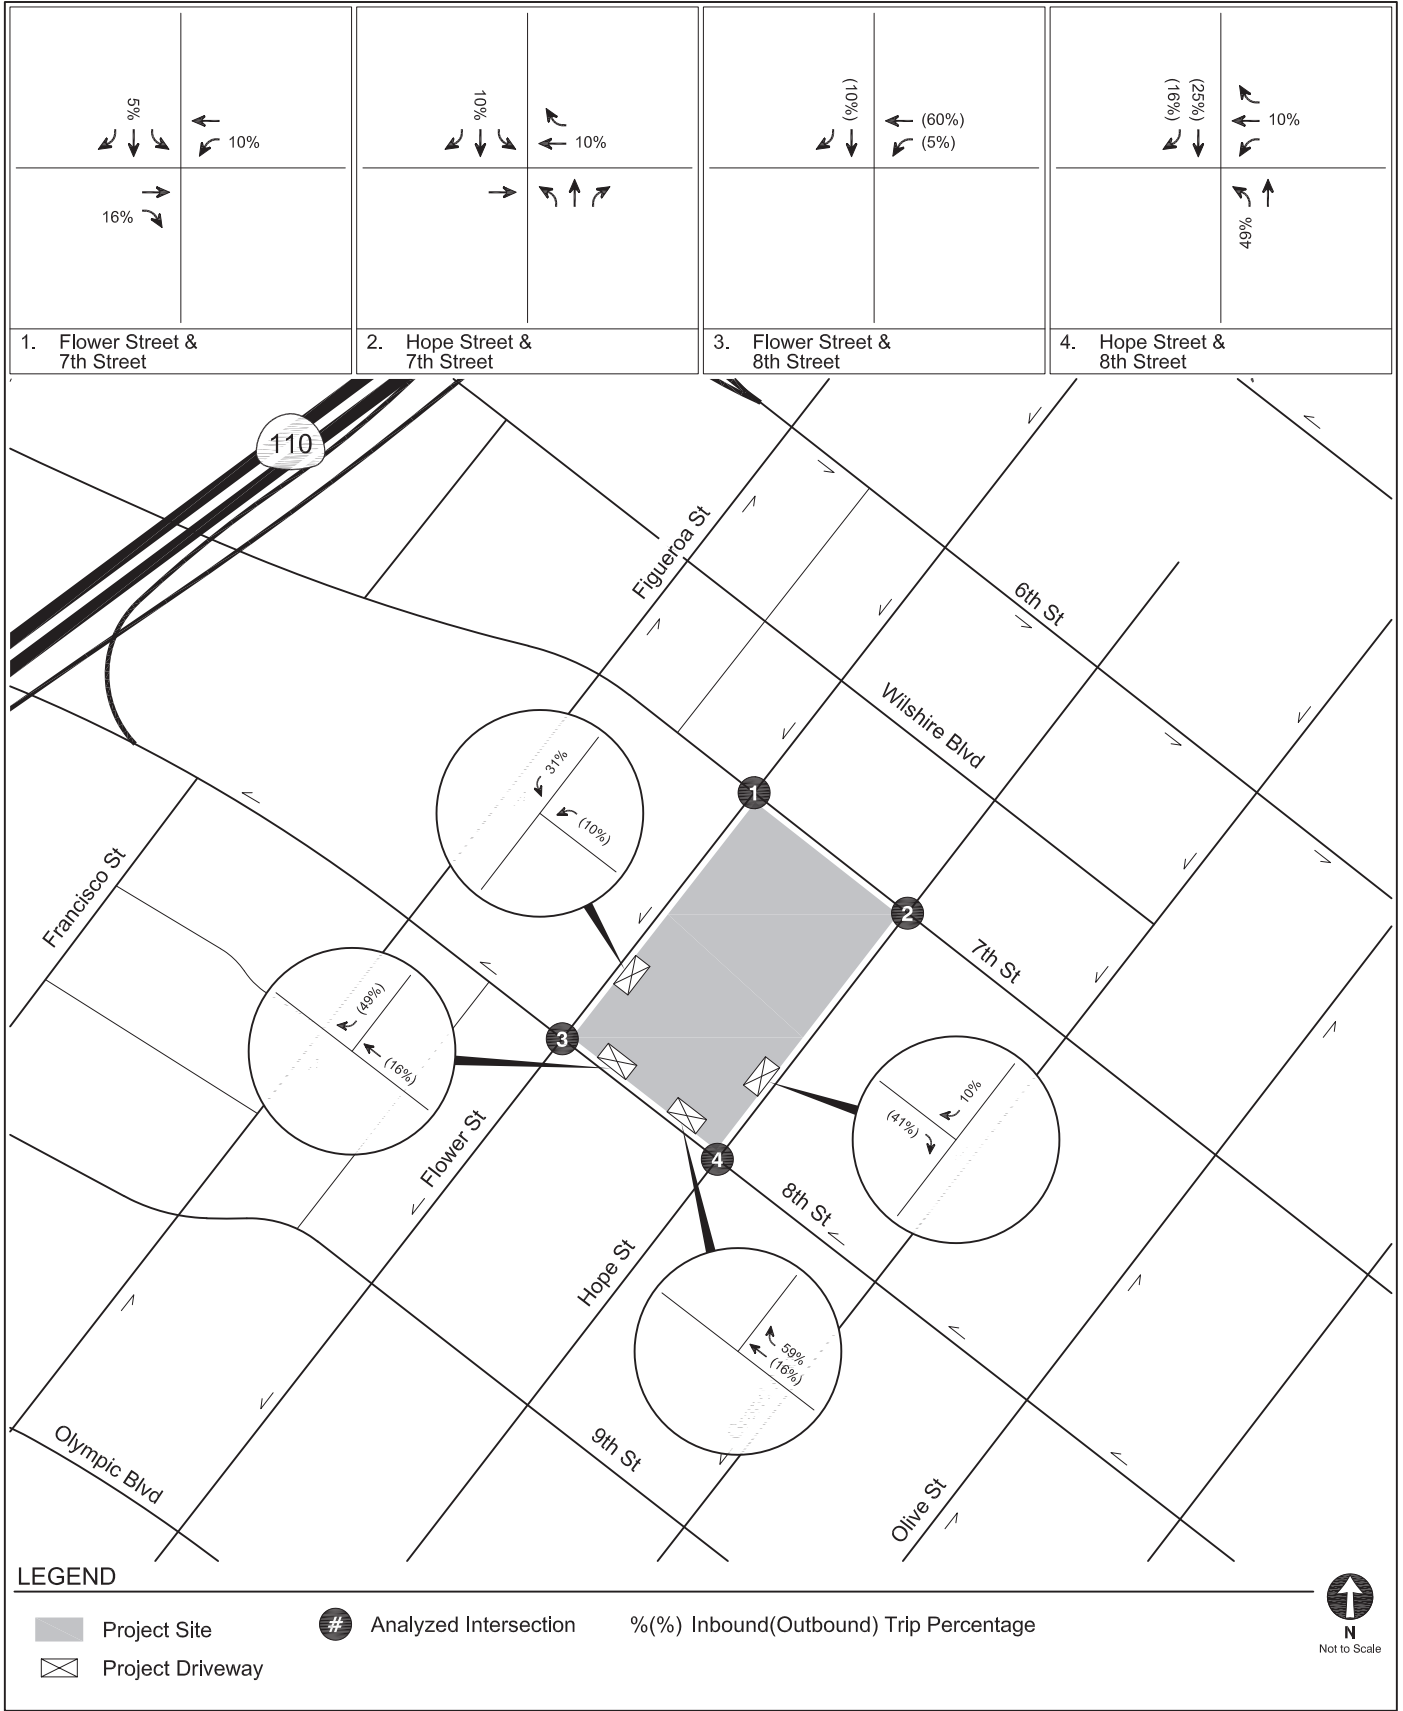 5%
10%
16%
1. Flower Street &
7th Street
10%
10%
2. Hope Street &
7th Street
(10%)
(60%)
(5%)
3. Flower Street &
8th Street
(16%)
(25%)
10%
49%
4. Hope Street &
8th Street
110
Figueroa St
6th St
Wilshire Blvd
31%
(10%)
1
Francisco St
2
7th St
(49%)
(16%)
3
10%
(41%)
Flower St
4
8th St
Hope St
59%
(16%)
Olympic Blvd
9th St
Olive St
LEGEND
Project Site
# Analyzed Intersection
%(%) Inbound(Outbound) Trip Percentage
Project Driveway
N
Not to Scale